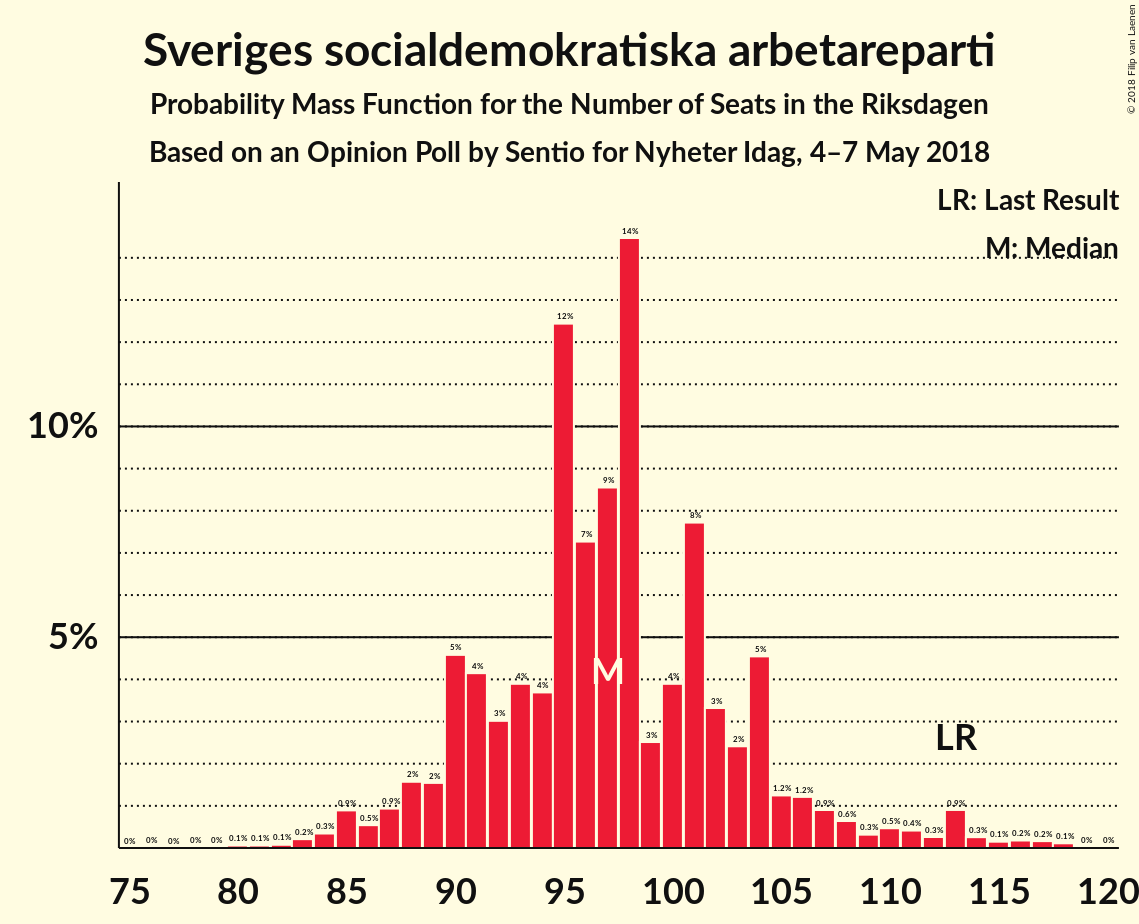 Sveriges socialdemokratiska arbetareparti
Probability Mass Function for the Number of Seats in the Riksdagen
Based on an Opinion Poll by Sentio for Nyheter Idag, 4–7 May 2018
© 2018 Filip van Laenen
LR: Last Result
M: Median
10%
5%
0% 0% 0% 0% 0% 0.1% 0.1% 0.1% 0.2% 0.3% 0.9% 0.5% 0.9% 2% 2% 5% 4% 3% 4% 4% 12% 7% 9% 14% 3% 4% 8% 3% 2% 5% 1.2% 1.2% 0.9% 0.6% 0.3% 0.5% 0.4% 0.3% 0.9% 0.3% 0.1% 0.2% 0.2% 0.1% 0% 0%
M
LR
75 80 85 90 95 100 105 110 115 120